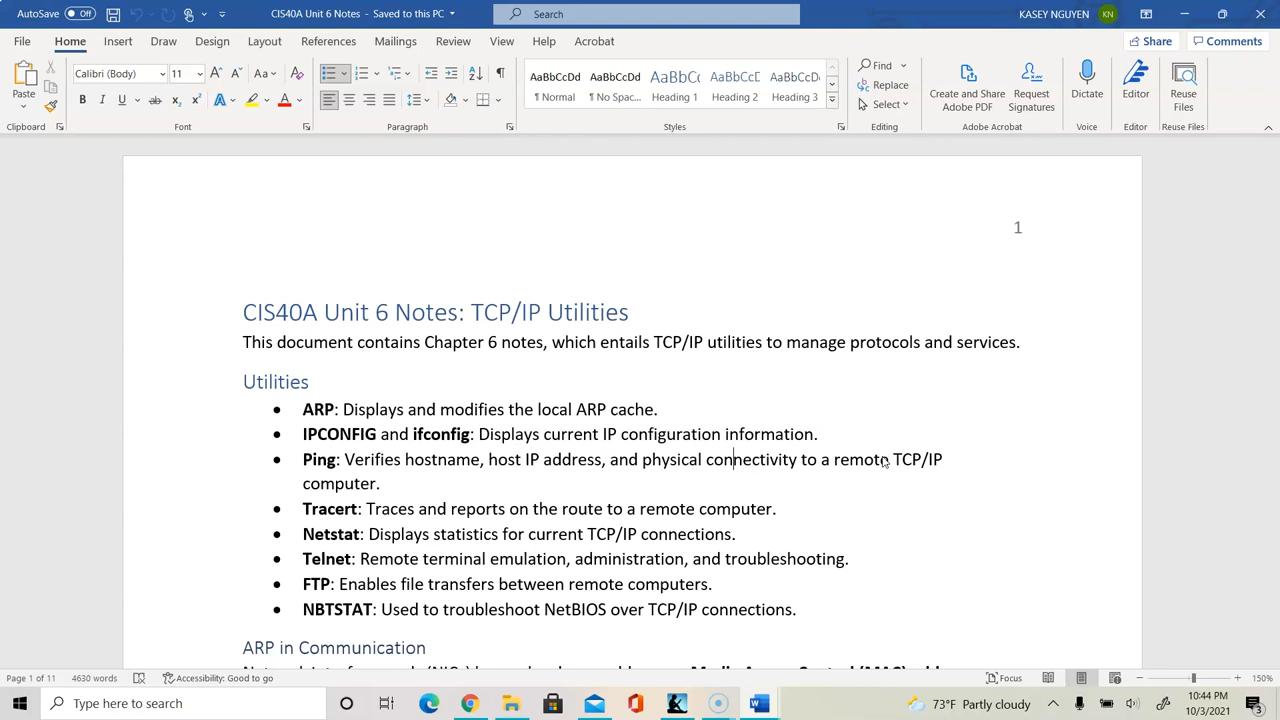 AutoSave Off CIS40A Unit 6 Notes - Saved to this PC Search KASEY NGUYEN KN
File Home Insert Draw Design Layout References Mailings Review View Help Acrobat Share Comments
Paste Calibri (Body) 11 A A Aa A AaBbCcDd AaBbCcDd AaBbC AaBbCcD AaBbCcDd Find Replace Select Create and Share Adobe PDF Request Signatures Dictate Editor Reuse Files
B I U ab x2 x2 A A ¶ Normal ¶ No Spac... Heading 1 Heading 2 Heading 3
Clipboard Font Paragraph Styles Editing Adobe Acrobat Voice Editor Reuse Files
1
CIS40A Unit 6 Notes: TCP/IP Utilities
This document contains Chapter 6 notes, which entails TCP/IP utilities to manage protocols and services.
Utilities
• ARP: Displays and modifies the local ARP cache.
• IPCONFIG and ifconfig: Displays current IP configuration information.
• Ping: Verifies hostname, host IP address, and physical connectivity to a remote TCP/IP
computer.
• Tracert: Traces and reports on the route to a remote computer.
• Netstat: Displays statistics for current TCP/IP connections.
• Telnet: Remote terminal emulation, administration, and troubleshooting.
• FTP: Enables file transfers between remote computers.
• NBTSTAT: Used to troubleshoot NetBIOS over TCP/IP connections.
ARP in Communication
Page 1 of 11 4630 words Accessibility: Good to go Focus 150%
Type here to search 73°F Partly cloudy 10:44 PM
10/3/2021 3